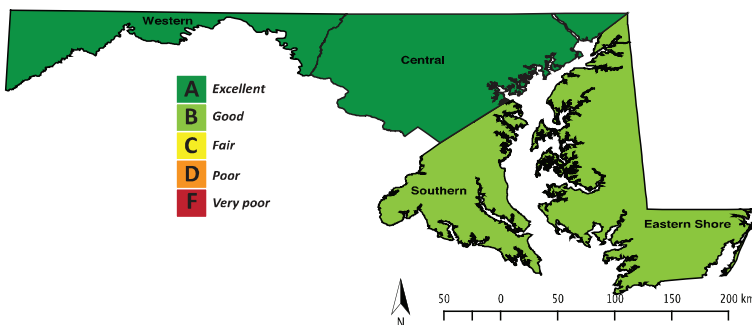 Western
Central
A Excellent
B Good
C Fair
D Poor
F Very poor
Southern
Eastern Shore
N
50 0 50 100 150 200 km